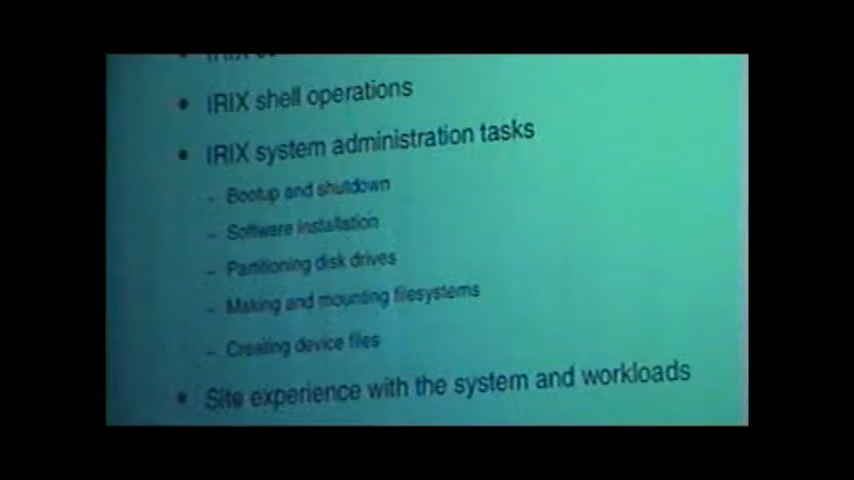 IRIX
• IRIX shell operations
• IRIX system administration tasks
- Bootup and shutdown
- Software installation
- Partitioning disk drives
- Making and mounting filesystems
- Creating device files
• Site experience with the system and workloads